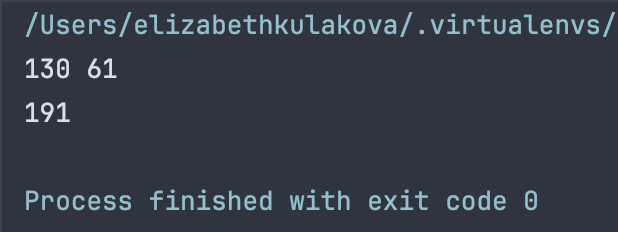 /Users/elizabethkulakova/.virtualenvs/
130 61
191
Process finished with exit code 0